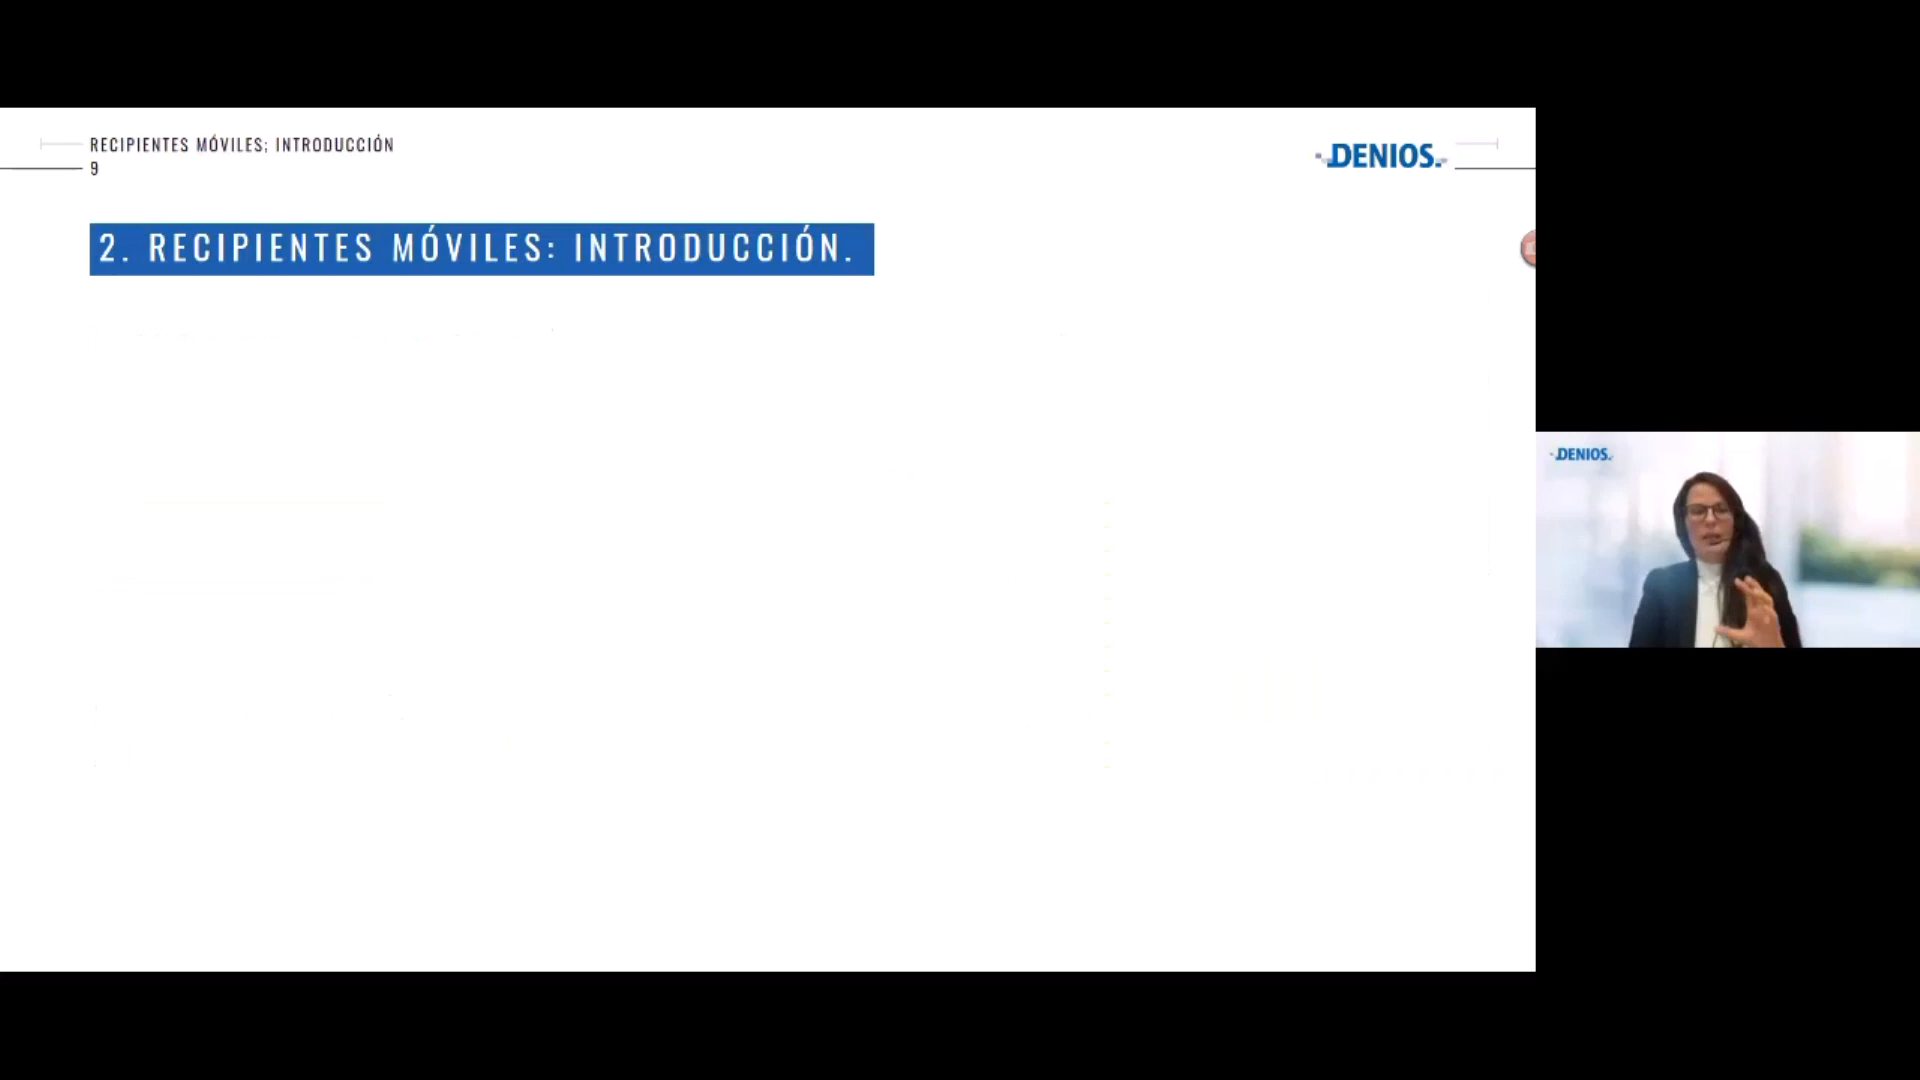 RECIPIENTES MÓVILES; INTRODUCCIÓN
9
DENIOS.
2. RECIPIENTES MÓVILES: INTRODUCCIÓN.
DENIOS.